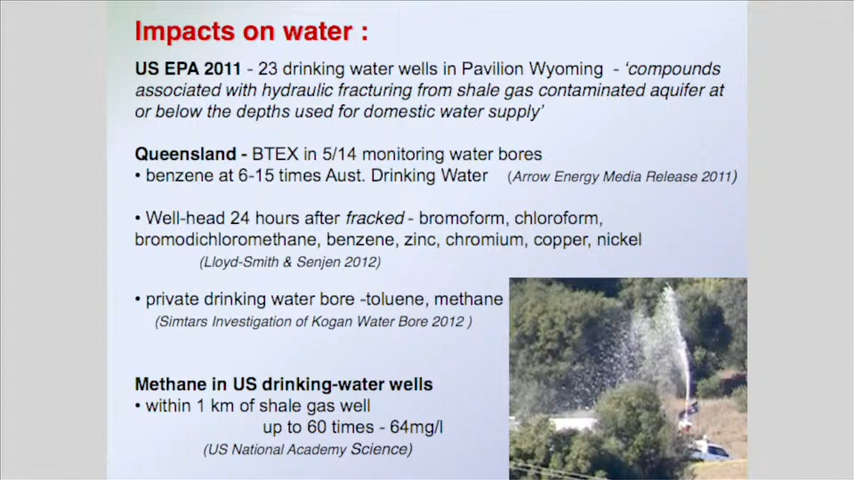 Impacts on water :
US EPA 2011 - 23 drinking water wells in Pavilion Wyoming - ‘compounds
associated with hydraulic fracturing from shale gas contaminated aquifer at
or below the depths used for domestic water supply’
Queensland - BTEX in 5/14 monitoring water bores
• benzene at 6-15 times Aust. Drinking Water (Arrow Energy Media Release 2011)
• Well-head 24 hours after fracked - bromoform, chloroform,
bromodichloromethane, benzene, zinc, chromium, copper, nickel
(Lloyd-Smith & Senjen 2012)
• private drinking water bore -toluene, methane
(Simtars Investigation of Kogan Water Bore 2012 )
Methane in US drinking-water wells
• within 1 km of shale gas well
up to 60 times - 64mg/l
(US National Academy Science)